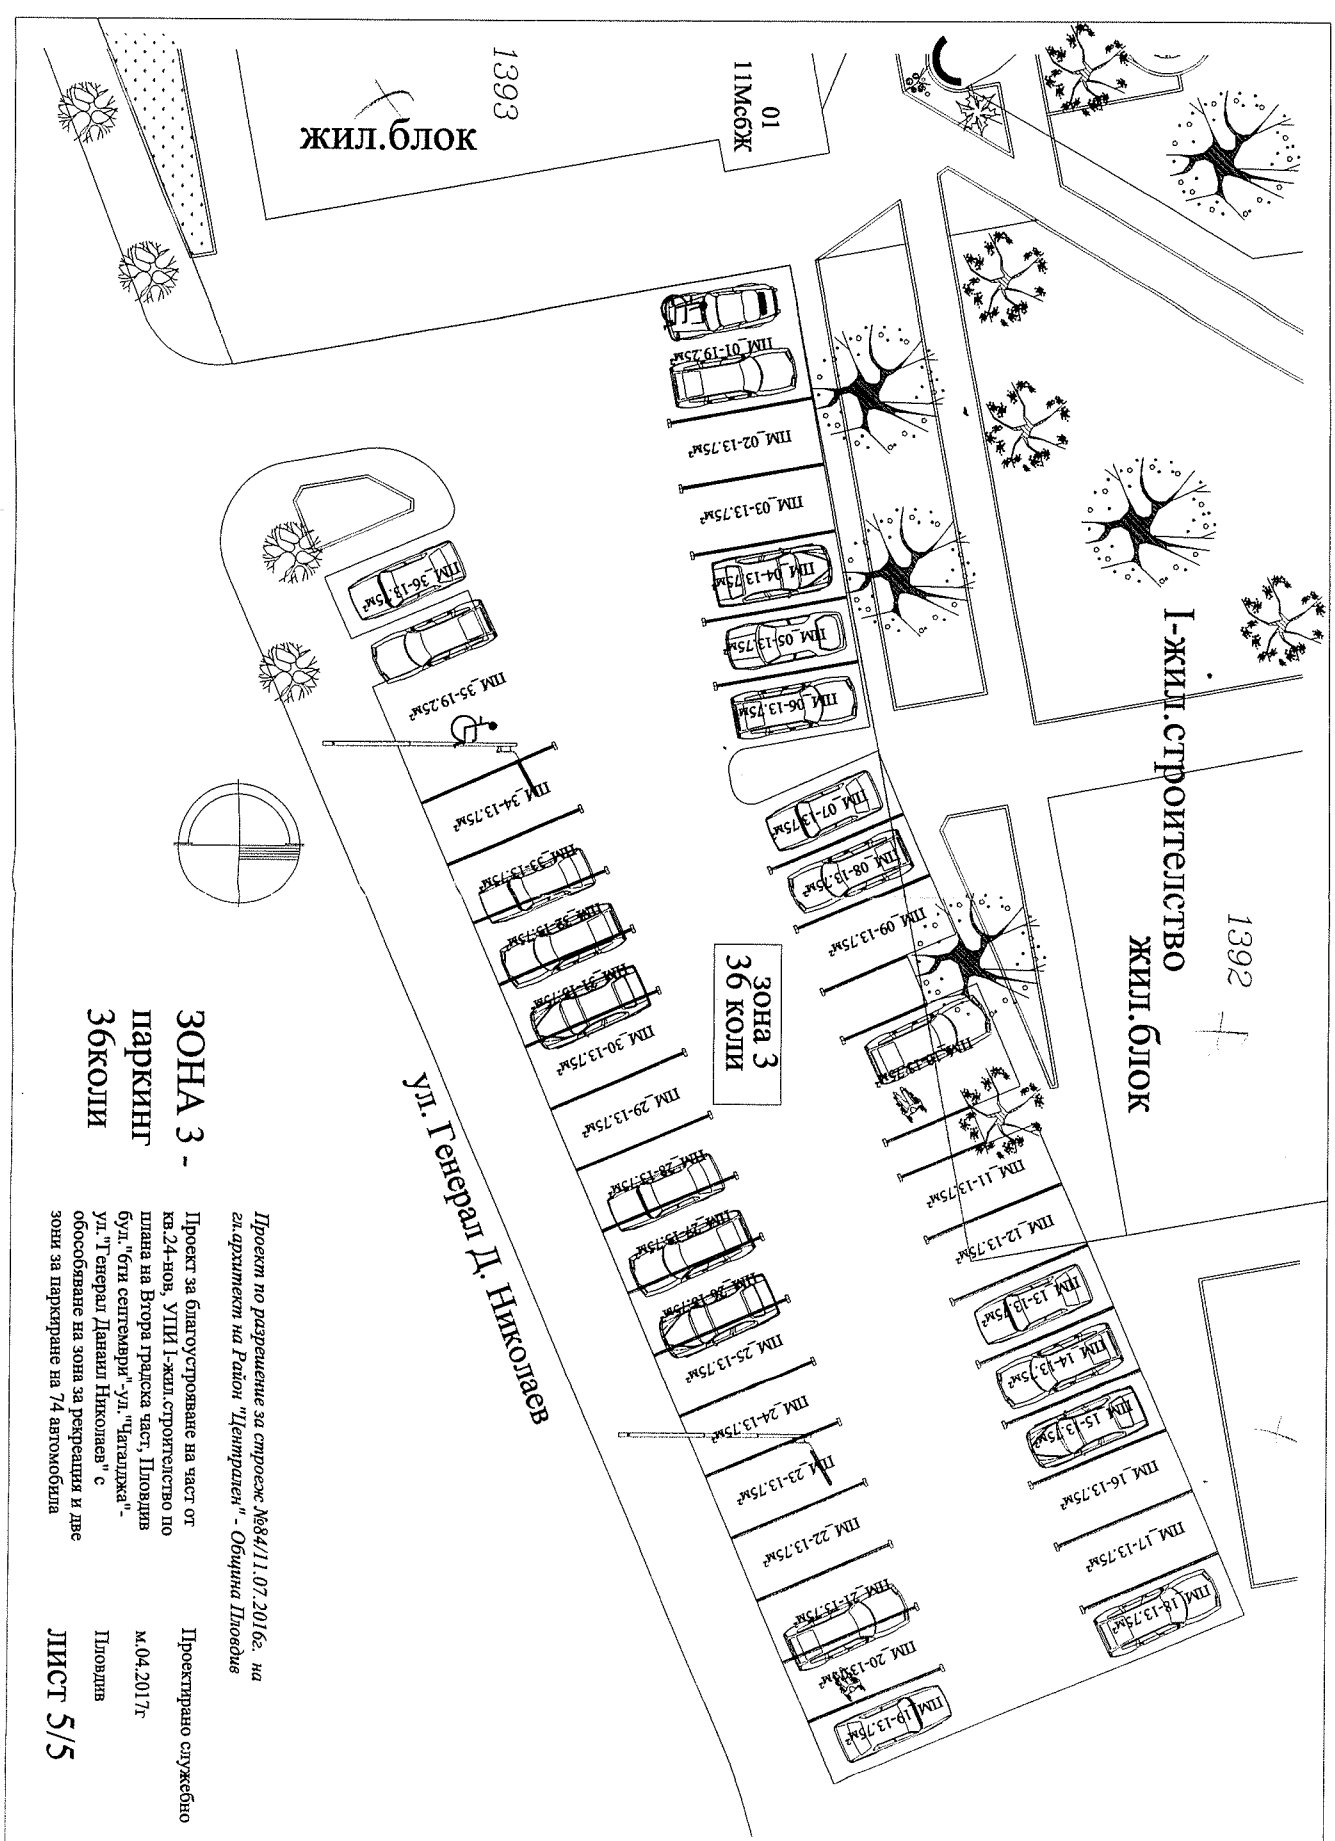 1393
жил.блок
01
11МсбЖ
I-жил.строителство
жил.блок
1392
зона 3
36 коли
ул. Генерал Д. Николаев
ПМ_01-19.25м²
ПМ_02-13.75м²
ПМ_03-13.75м²
ПМ_04-13.75м²
ПМ_05-13.75м²
ПМ_06-13.75м²
ПМ_07-13.75м²
ПМ_08-13.75м²
ПМ_09-13.75м²
ПМ_11-13.75м²
ПМ_12-13.75м²
ПМ_13-13.75м²
ПМ_14-13.75м²
ПМ_15-13.75м²
ПМ_16-13.75м²
ПМ_17-13.75м²
ПМ_18-13.75м²
ПМ_19-13.75м²
ПМ_21-13.75м²
ПМ_22-13.75м²
ПМ_23-13.75м²
ПМ_24-13.75м²
ПМ_25-13.75м²
ПМ_26-13.75м²
ПМ_27-13.75м²
ПМ_28-13.75м²
ПМ_29-13.75м²
ПМ_30-13.75м²
ПМ_31-13.75м²
ПМ_32-13.75м²
ПМ_33-13.75м²
ПМ_34-13.75м²
ПМ_35-19.25м²
ПМ_36-13.75м²
ЗОНА 3 -
паркинг
36коли
Проект по разрешение за строеж №84/11.07.2016г. на
гл.архитект на Район "Централен" - Община Пловдив
Проект за благоустрояване на част от
кв.24-нов, УПИ I-жил.строителство по
плана на Втора градска част, Пловдив
бул."6ти септември"-ул."Чаталджа"-
ул."Генерал Данаил Николаев" с
обособяване на зона за рекреация и две
зони за паркиране на 74 автомобила
Проектирано служебно
м.04.2017г
Пловдив
ЛИСТ 5/5